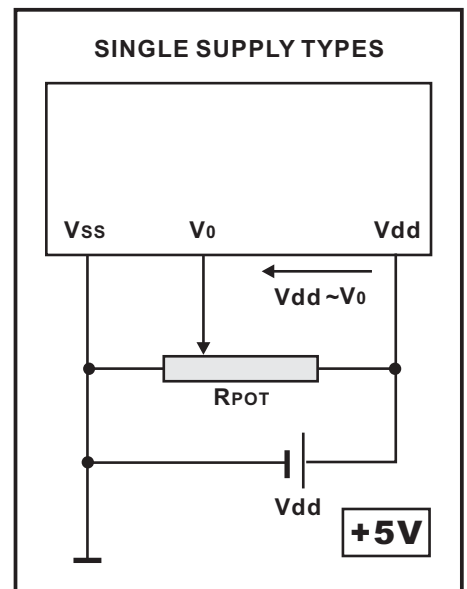 SINGLE SUPPLY TYPES
Vss V0 Vdd
Vdd ~V0
RPOT
Vdd
+5V